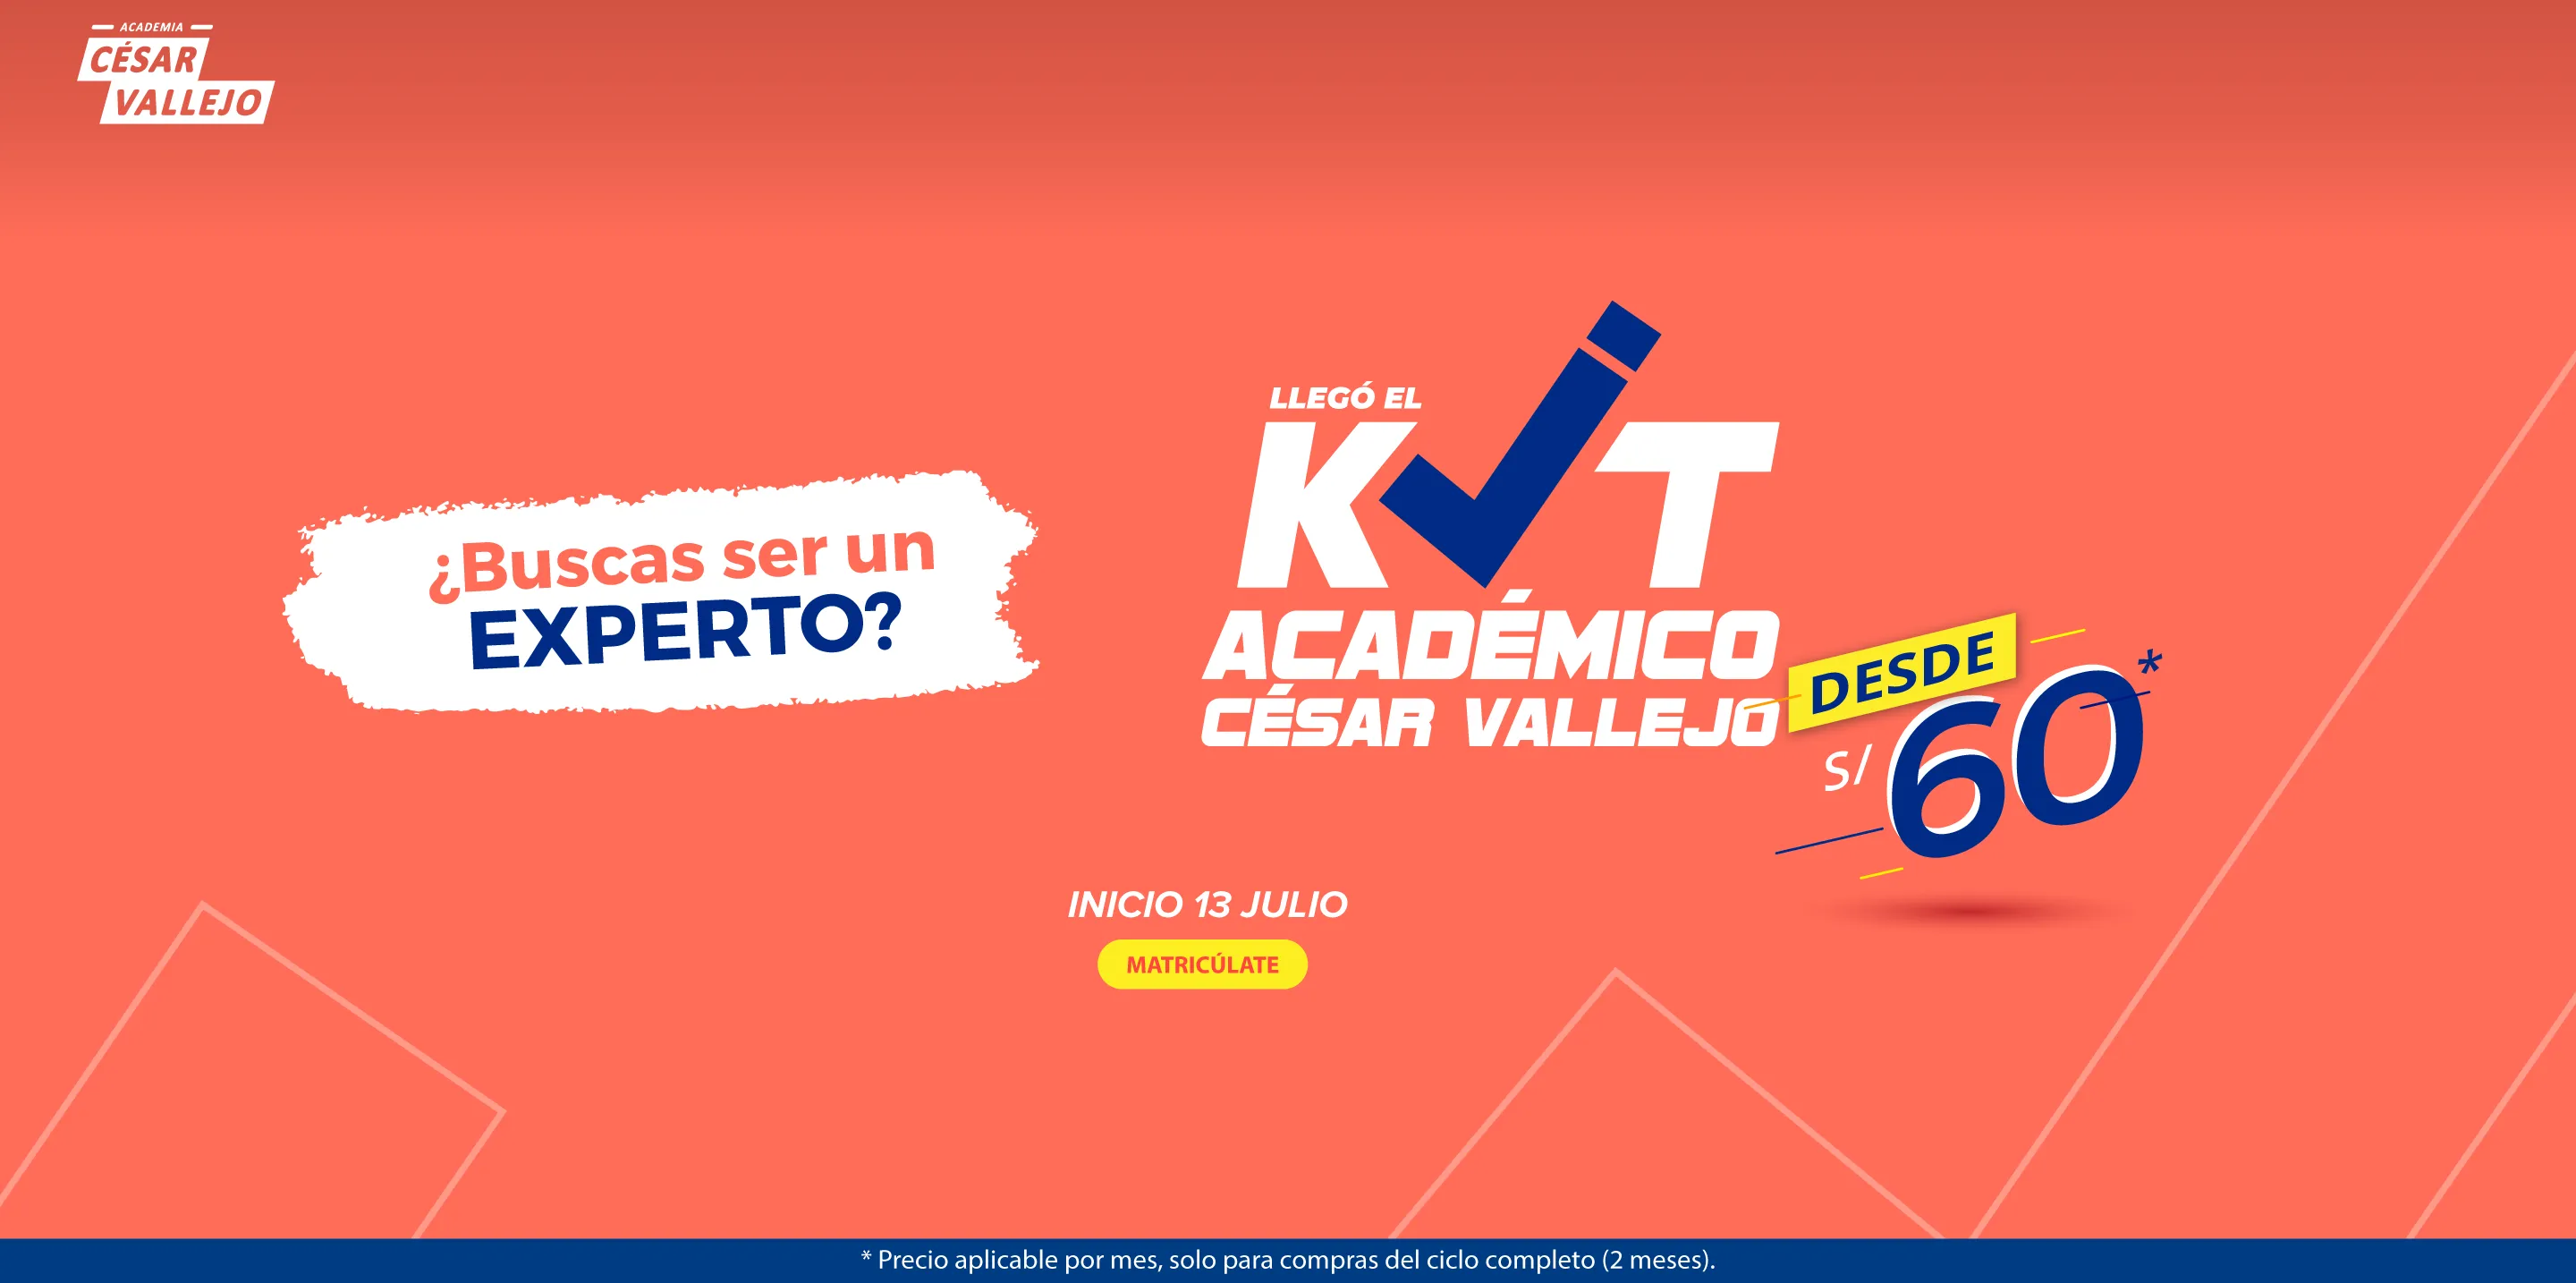 ACADEMIA
CÉSAR
VALLEJO
¿Buscas ser un
EXPERTO?
LLEGÓ EL
KIT
ACADÉMICO
CÉSAR VALLEJO
DESDE
S/60*
INICIO 13 JULIO
MATRICÚLATE
* Precio aplicable por mes, solo para compras del ciclo completo (2 meses).